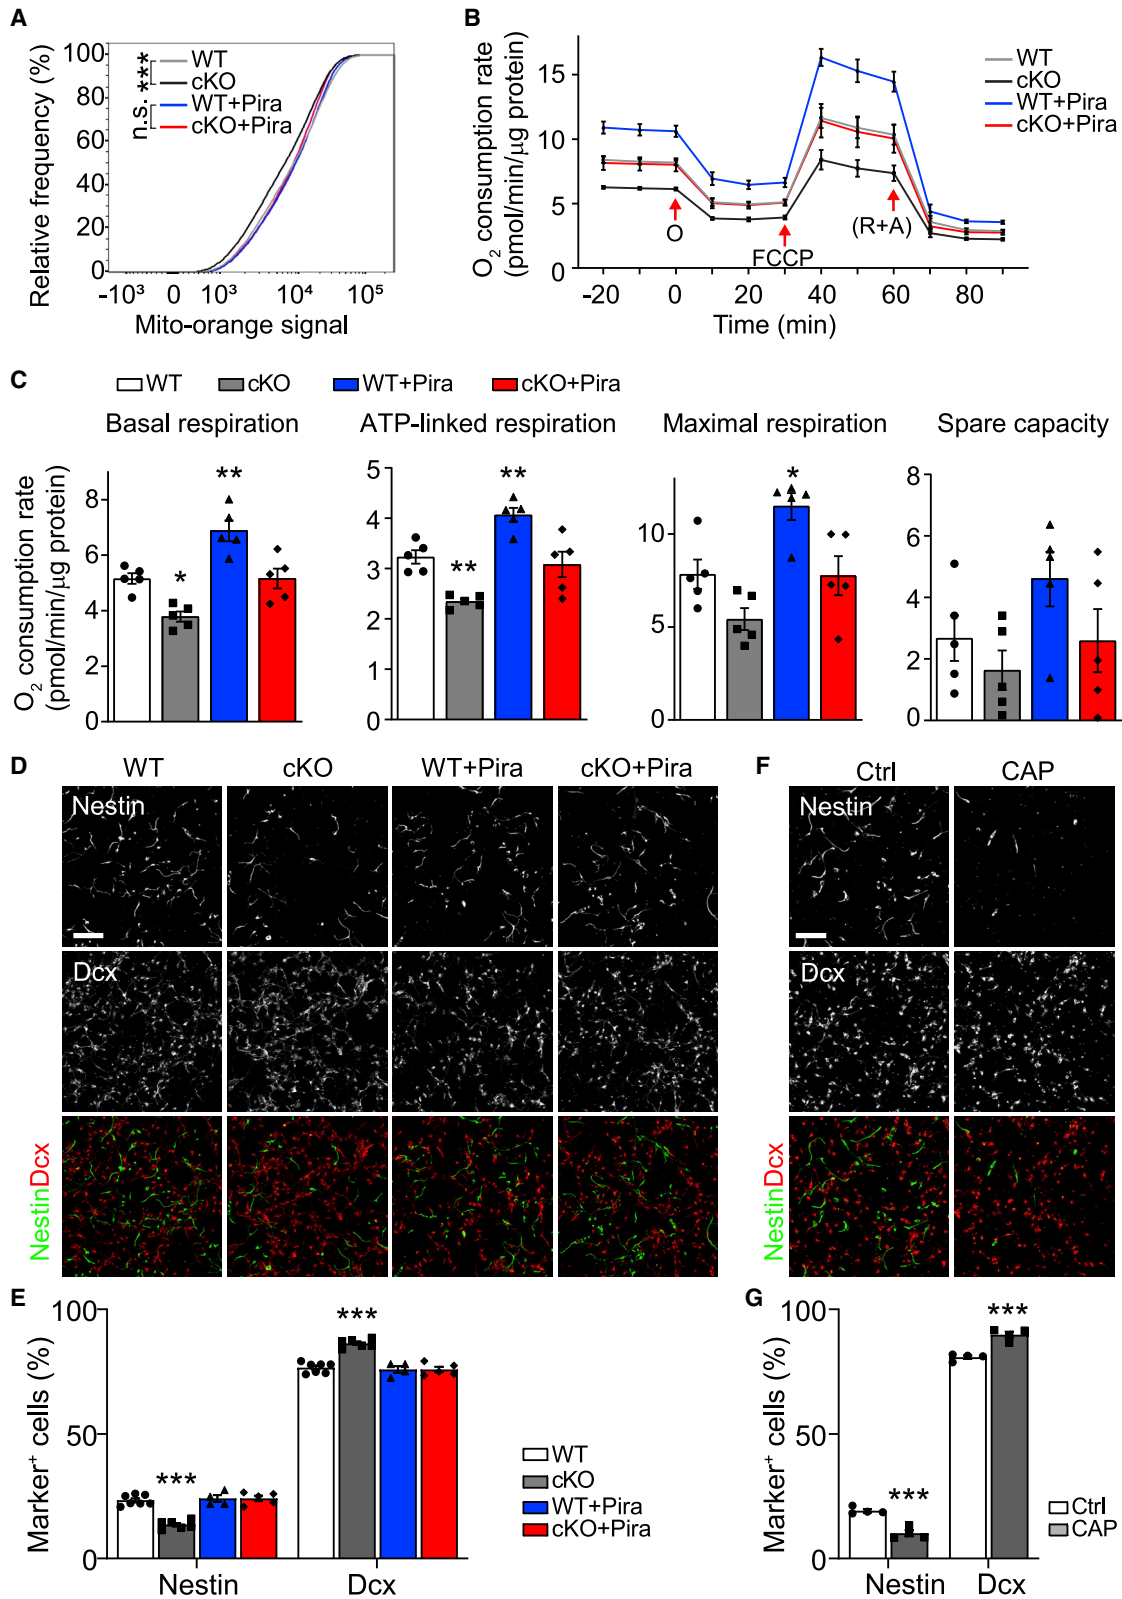 A
100
80
60
40
20
0
Relative frequency (%)
-10³ 0 10³ 10⁴ 10⁵
Mito-orange signal
***
n.s.
WT
cKO
WT+Pira
cKO+Pira
B
15
10
5
0
O₂ consumption rate
(pmol/min/μg protein)
-20 0 20 40 60 80
Time (min)
O
FCCP
(R+A)
WT
cKO
WT+Pira
cKO+Pira
C
WT cKO WT+Pira cKO+Pira
Basal respiration ATP-linked respiration Maximal respiration Spare capacity
O₂ consumption rate
(pmol/min/μg protein)
8
6
4
2
0
* **
5
4
3
2
1
0
** **
10
5
0
*
8
6
4
2
0
D
WT cKO WT+Pira cKO+Pira
Nestin
Dcx
NestinDcx
F
Ctrl CAP
Nestin
Dcx
NestinDcx
E
100
50
0
Marker⁺ cells (%)
*** ***
Nestin Dcx
WT
cKO
WT+Pira
cKO+Pira
G
100
50
0
Marker⁺ cells (%)
*** ***
Nestin Dcx
Ctrl
CAP